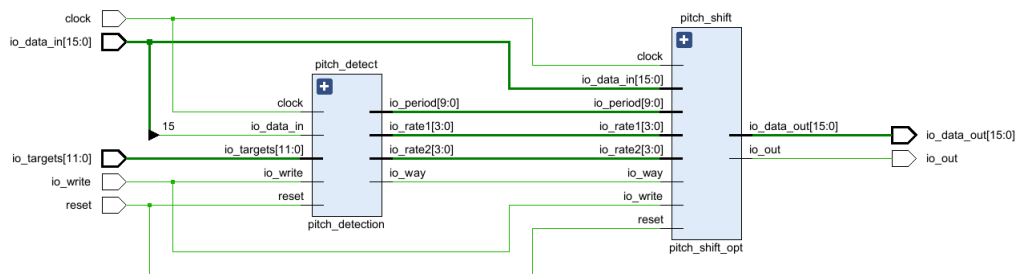 clock
io_data_in[15:0]
io_targets[11:0]
io_write
reset
15
pitch_detect
clock
io_data_in
io_targets[11:0]
io_write
reset
io_period[9:0]
io_rate1[3:0]
io_rate2[3:0]
io_way
pitch_detection
pitch_shift
clock
io_data_in[15:0]
io_period[9:0]
io_rate1[3:0]
io_rate2[3:0]
io_way
io_write
reset
io_data_out[15:0]
io_out
pitch_shift_opt
io_data_out[15:0]
io_out